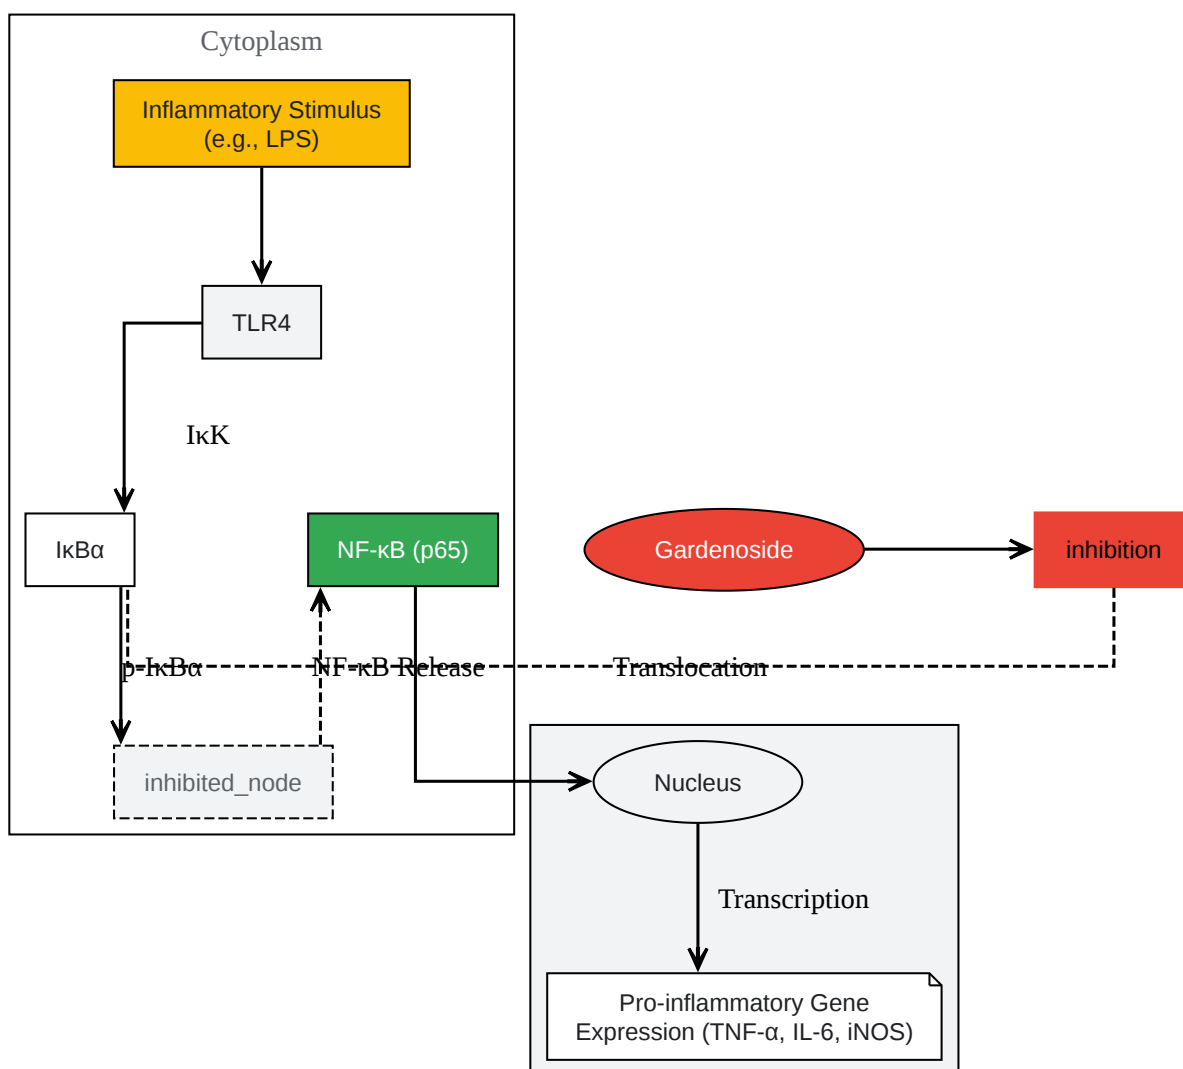 Cytoplasm
Inflammatory Stimulus
(e.g., LPS)
TLR4
IκK
IκBα
NF-κB (p65)
Gardenoside
inhibition
p-IκBα
NF-κB Release
Translocation
inhibited_node
Nucleus
Transcription
Pro-inflammatory Gene
Expression (TNF-α, IL-6, iNOS)